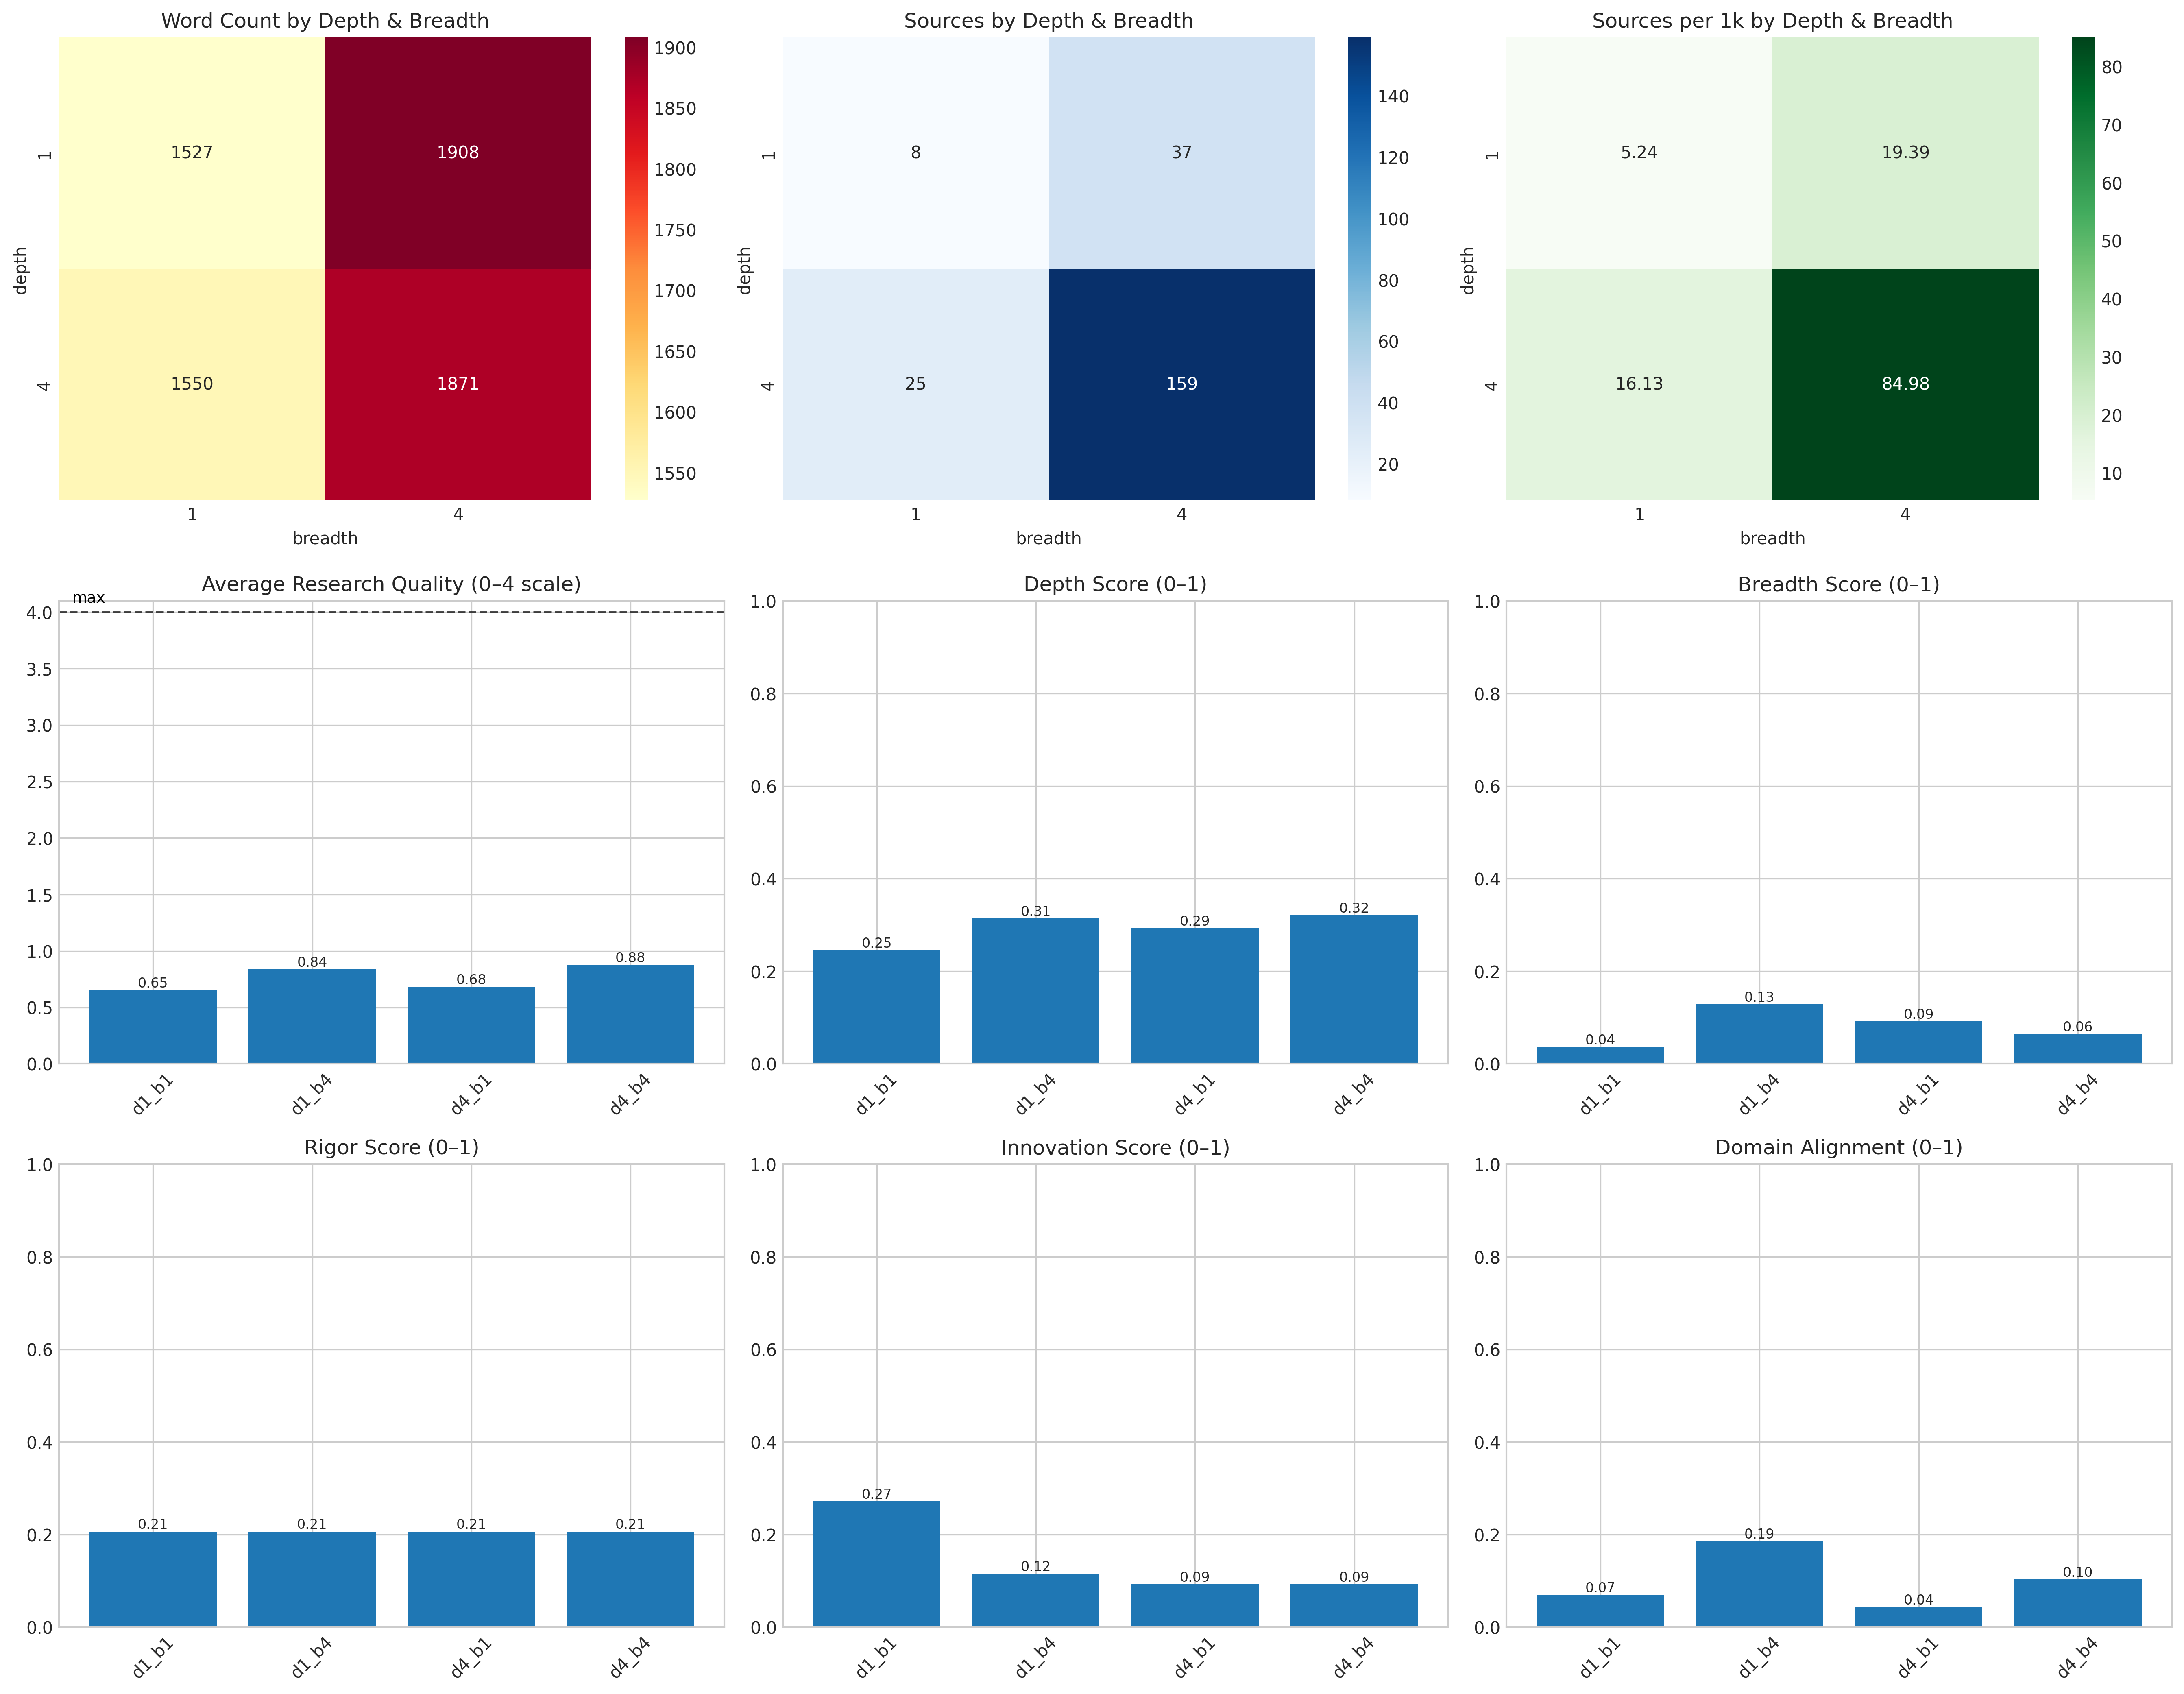 Word Count by Depth & Breadth
1527 1908
1550 1871
1
4
depth
1 4
breadth
1900
1850
1800
1750
1700
1650
1600
1550
Sources by Depth & Breadth
8 37
25 159
1
4
depth
1 4
breadth
140
120
100
80
60
40
20
Sources per 1k by Depth & Breadth
5.24 19.39
16.13 84.98
1
4
depth
1 4
breadth
80
70
60
50
40
30
20
10
Average Research Quality (0–4 scale)
max
4.0
3.5
3.0
2.5
2.0
1.5
1.0
0.5
0.0
0.65 0.84 0.68 0.88
d1_b1 d1_b4 d4_b1 d4_b4
Depth Score (0–1)
1.0
0.8
0.6
0.4
0.2
0.0
0.25 0.31 0.29 0.32
d1_b1 d1_b4 d4_b1 d4_b4
Breadth Score (0–1)
1.0
0.8
0.6
0.4
0.2
0.0
0.04 0.13 0.09 0.06
d1_b1 d1_b4 d4_b1 d4_b4
Rigor Score (0–1)
1.0
0.8
0.6
0.4
0.2
0.0
0.21 0.21 0.21 0.21
d1_b1 d1_b4 d4_b1 d4_b4
Innovation Score (0–1)
1.0
0.8
0.6
0.4
0.2
0.0
0.27 0.12 0.09 0.09
d1_b1 d1_b4 d4_b1 d4_b4
Domain Alignment (0–1)
1.0
0.8
0.6
0.4
0.2
0.0
0.07 0.19 0.04 0.10
d1_b1 d1_b4 d4_b1 d4_b4